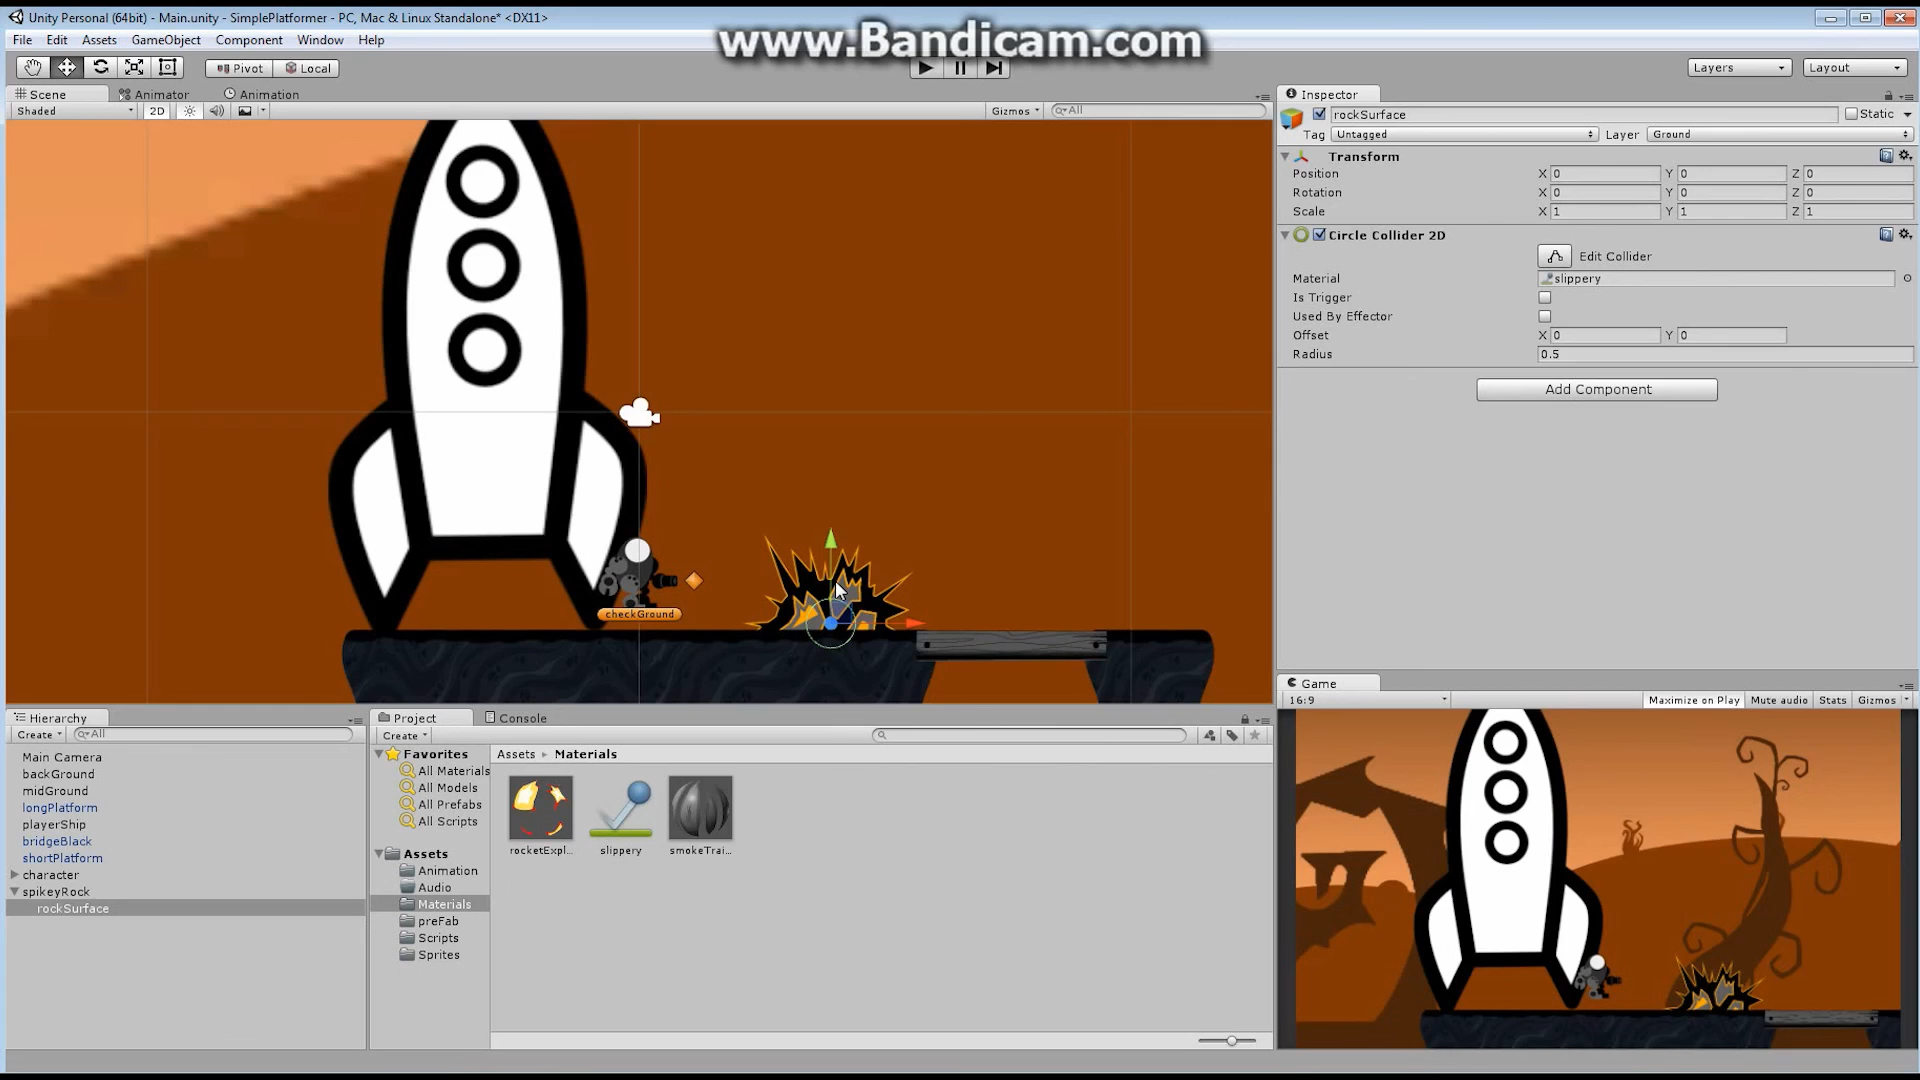 Unity Personal (64bit) - Main.unity - SimplePlatformer - PC, Mac & Linux Standalone* <DX11>
www.Bandicam.com
File Edit Assets GameObject Component Window Help
Pivot Local
Layers Layout
Scene Animator Animation
Shaded 2D Gizmos All
Inspector
rockSurface Static
Tag Untagged Layer Ground
Transform
Position X 0 Y 0 Z 0
Rotation X 0 Y 0 Z 0
Scale X 1 Y 1 Z 1
Circle Collider 2D
Edit Collider
Material slippery
Is Trigger
Used By Effector
Offset X 0 Y 0
Radius 0.5
Add Component
checkGround
Game
16:9 Maximize on Play Mute audio Stats Gizmos
Hierarchy
Create All
Main Camera
backGround
midGround
longPlatform
playerShip
bridgeBlack
shortPlatform
character
spikeyRock
rockSurface
Project Console
Create
Favorites
All Materials
All Models
All Prefabs
All Scripts
Assets
Animation
Audio
Materials
preFab
Scripts
Sprites
Assets Materials
rocketExpl... slippery smokeTrai...